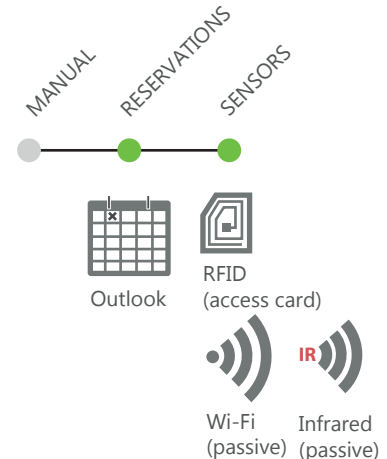 MANUAL
RESERVATIONS
SENSORS
Outlook
RFID
(access card)
IR
Wi-Fi
(passive)
Infrared
(passive)